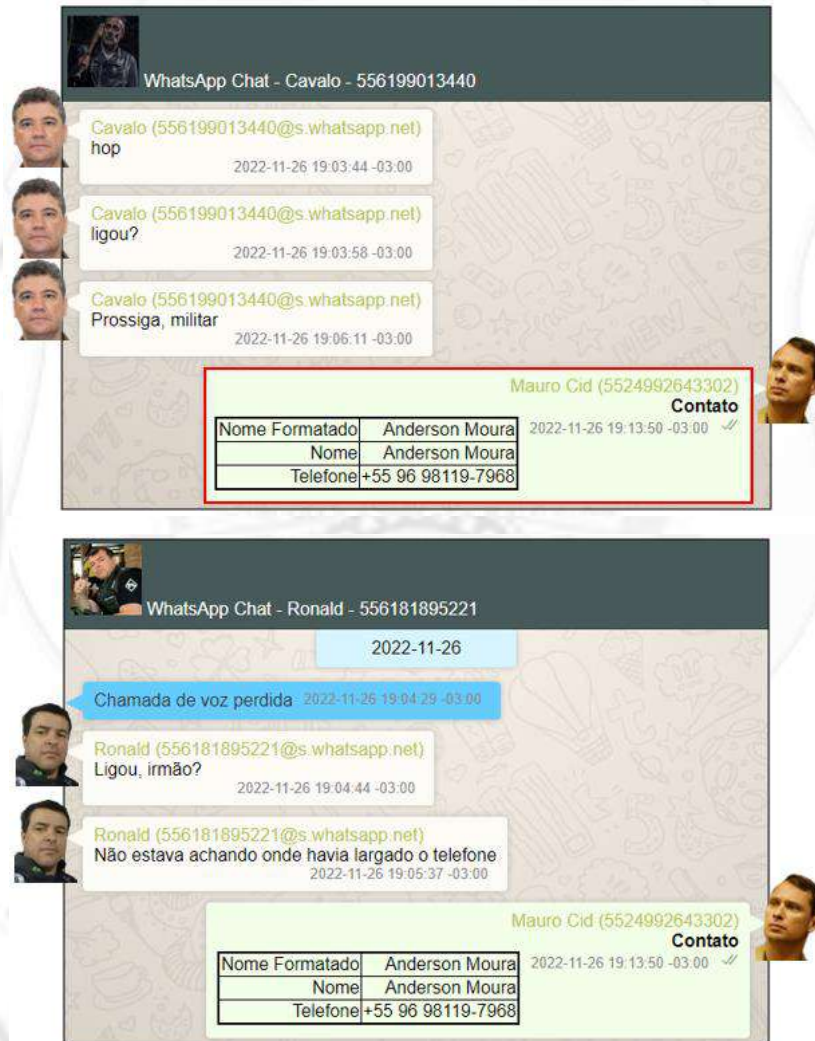 WhatsApp Chat - Cavalo - 556199013440
Cavalo (556199013440@s.whatsapp.net)
hop
2022-11-26 19:03:44 -03:00
Cavalo (556199013440@s.whatsapp.net)
ligou?
2022-11-26 19:03:58 -03:00
Cavalo (556199013440@s.whatsapp.net)
Prossiga, militar
2022-11-26 19:06:11 -03:00
Mauro Cid (5524992643302)
Contato
Nome Formatado Anderson Moura 2022-11-26 19:13:50 -03:00
Nome Anderson Moura
Telefone +55 96 98119-7968
WhatsApp Chat - Ronald - 556181895221
2022-11-26
Chamada de voz perdida 2022-11-26 19:04:29 -03:00
Ronald (556181895221@s.whatsapp.net)
Ligou, irmão?
2022-11-26 19:04:44 -03:00
Ronald (556181895221@s.whatsapp.net)
Não estava achando onde havia largado o telefone
2022-11-26 19:05:37 -03:00
Mauro Cid (5524992643302)
Contato
Nome Formatado Anderson Moura 2022-11-26 19:13:50 -03:00
Nome Anderson Moura
Telefone +55 96 98119-7968